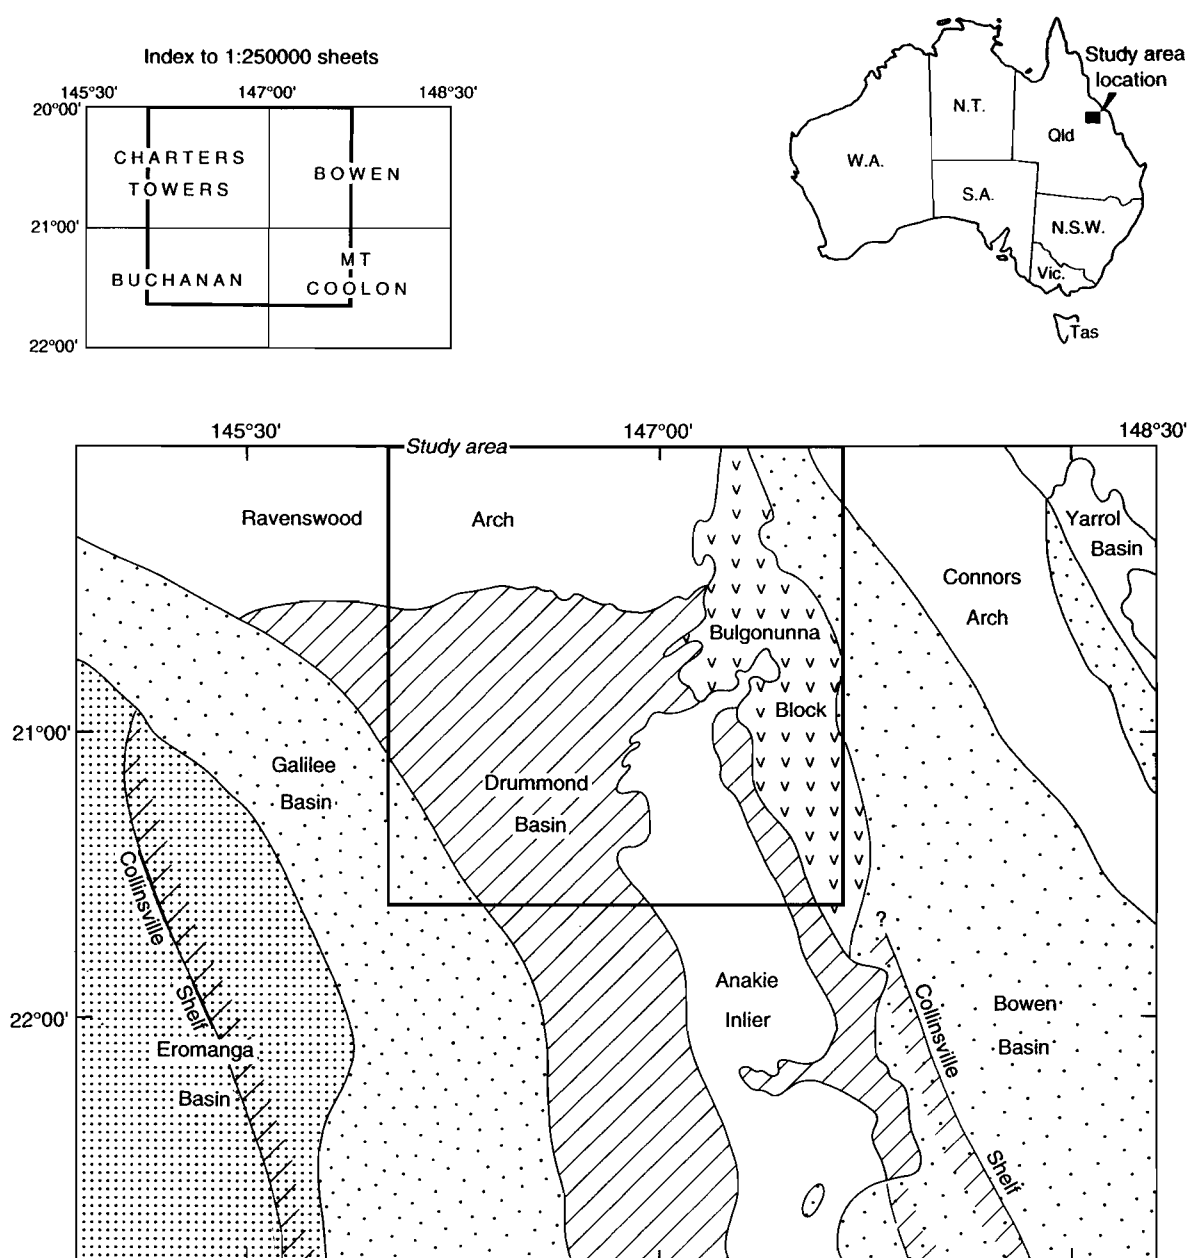 Index to 1:250000 sheets
145°30' 147°00' 148°30'
20°00'
CHARTERS
TOWERS
BOWEN
21°00'
BUCHANAN
MT
COOLON
22°00'
Study area
location
N.T.
Qld
W.A.
S.A.
N.S.W.
Vic.
Tas
145°30' 147°00' 148°30'
Study area
Ravenswood Arch
Yarrol
Basin
Connors
Arch
Bulgonunna
Block
21°00'
Galilee
Basin
Drummond
Basin
Collinsville
Shelf
?
Anakie
Inlier
Collinsville
Shelf
Bowen
Basin
22°00'
Eromanga
Basin